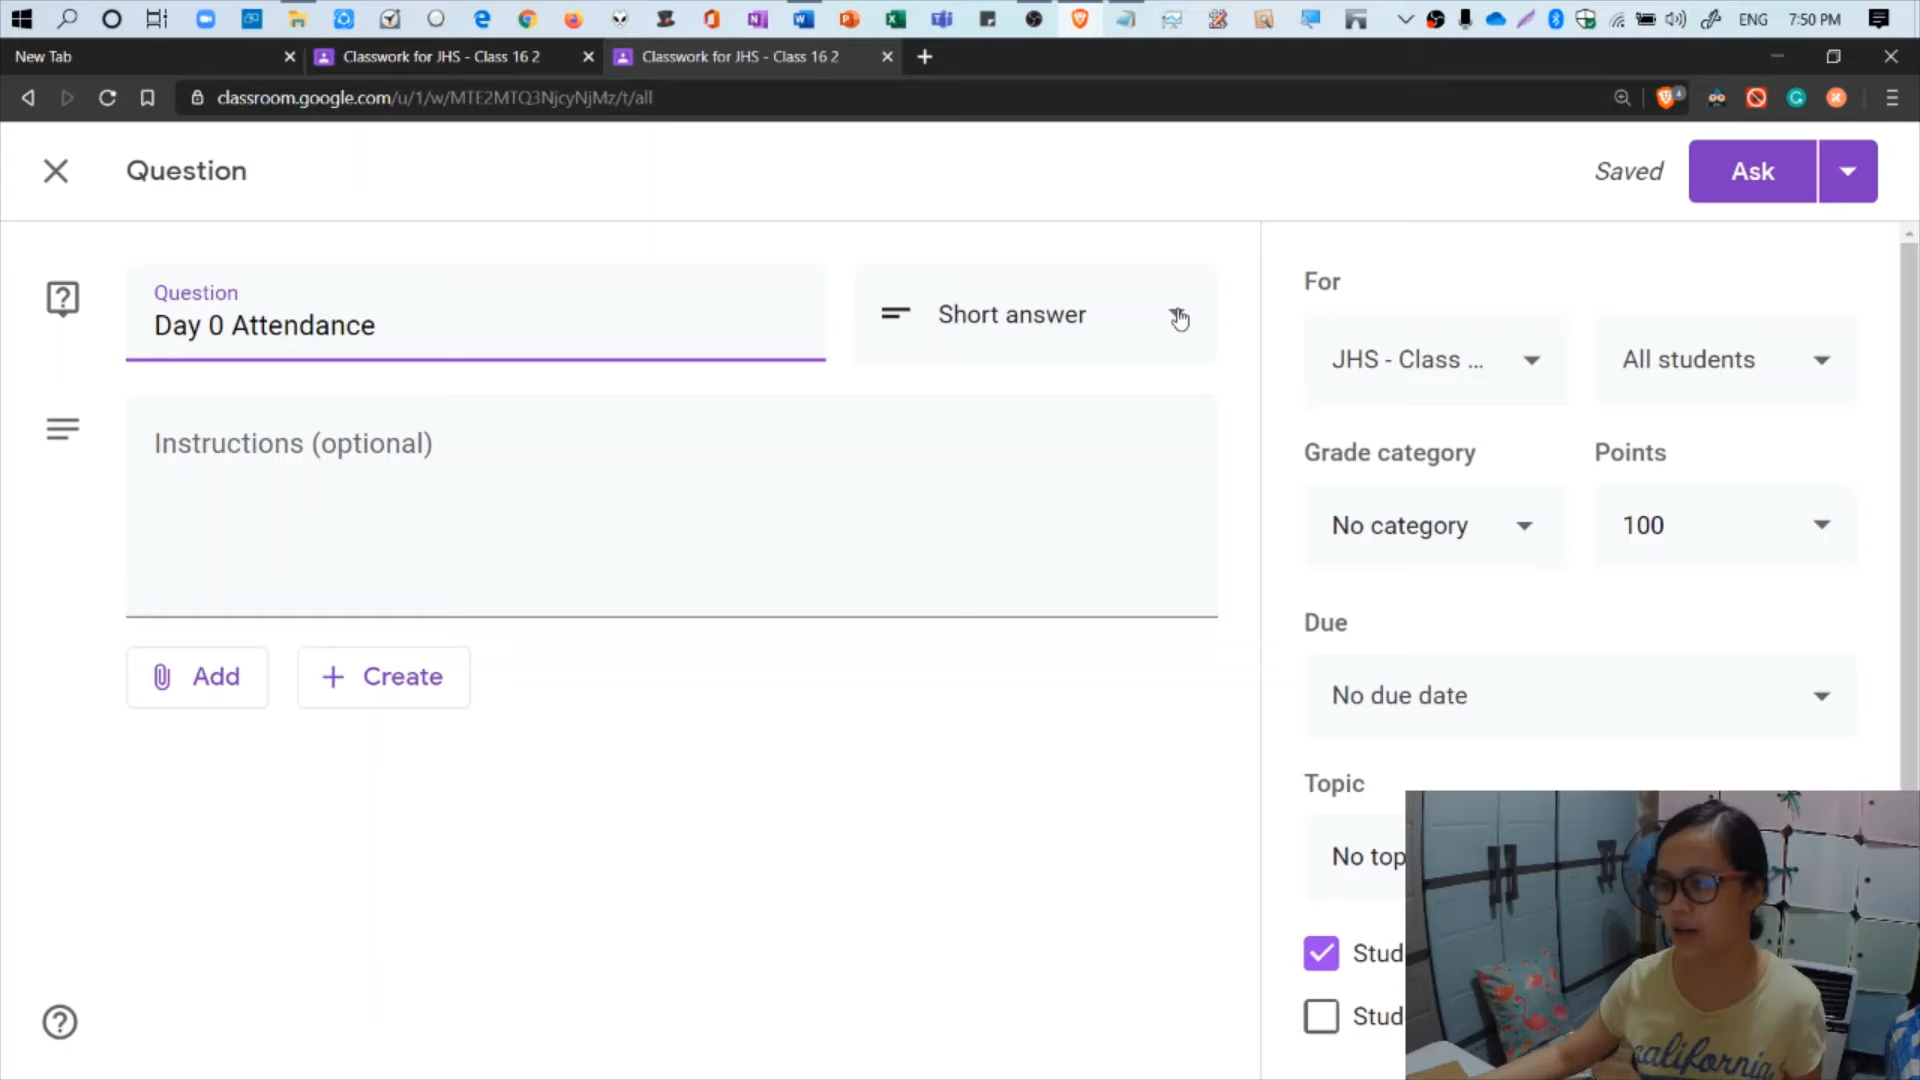 ENG 7:50 PM
New Tab
Classwork for JHS - Class 16 2
Classwork for JHS - Class 16 2
classroom.google.com/u/1/w/MTE2MTQ3NjcyNjMz/t/all
Question
Saved
Ask
Question
Day 0 Attendance
Short answer
Instructions (optional)
Add
Create
For
JHS - Class ...
All students
Grade category
Points
No category
100
Due
No due date
Topic
No top
Stud
Stud
california